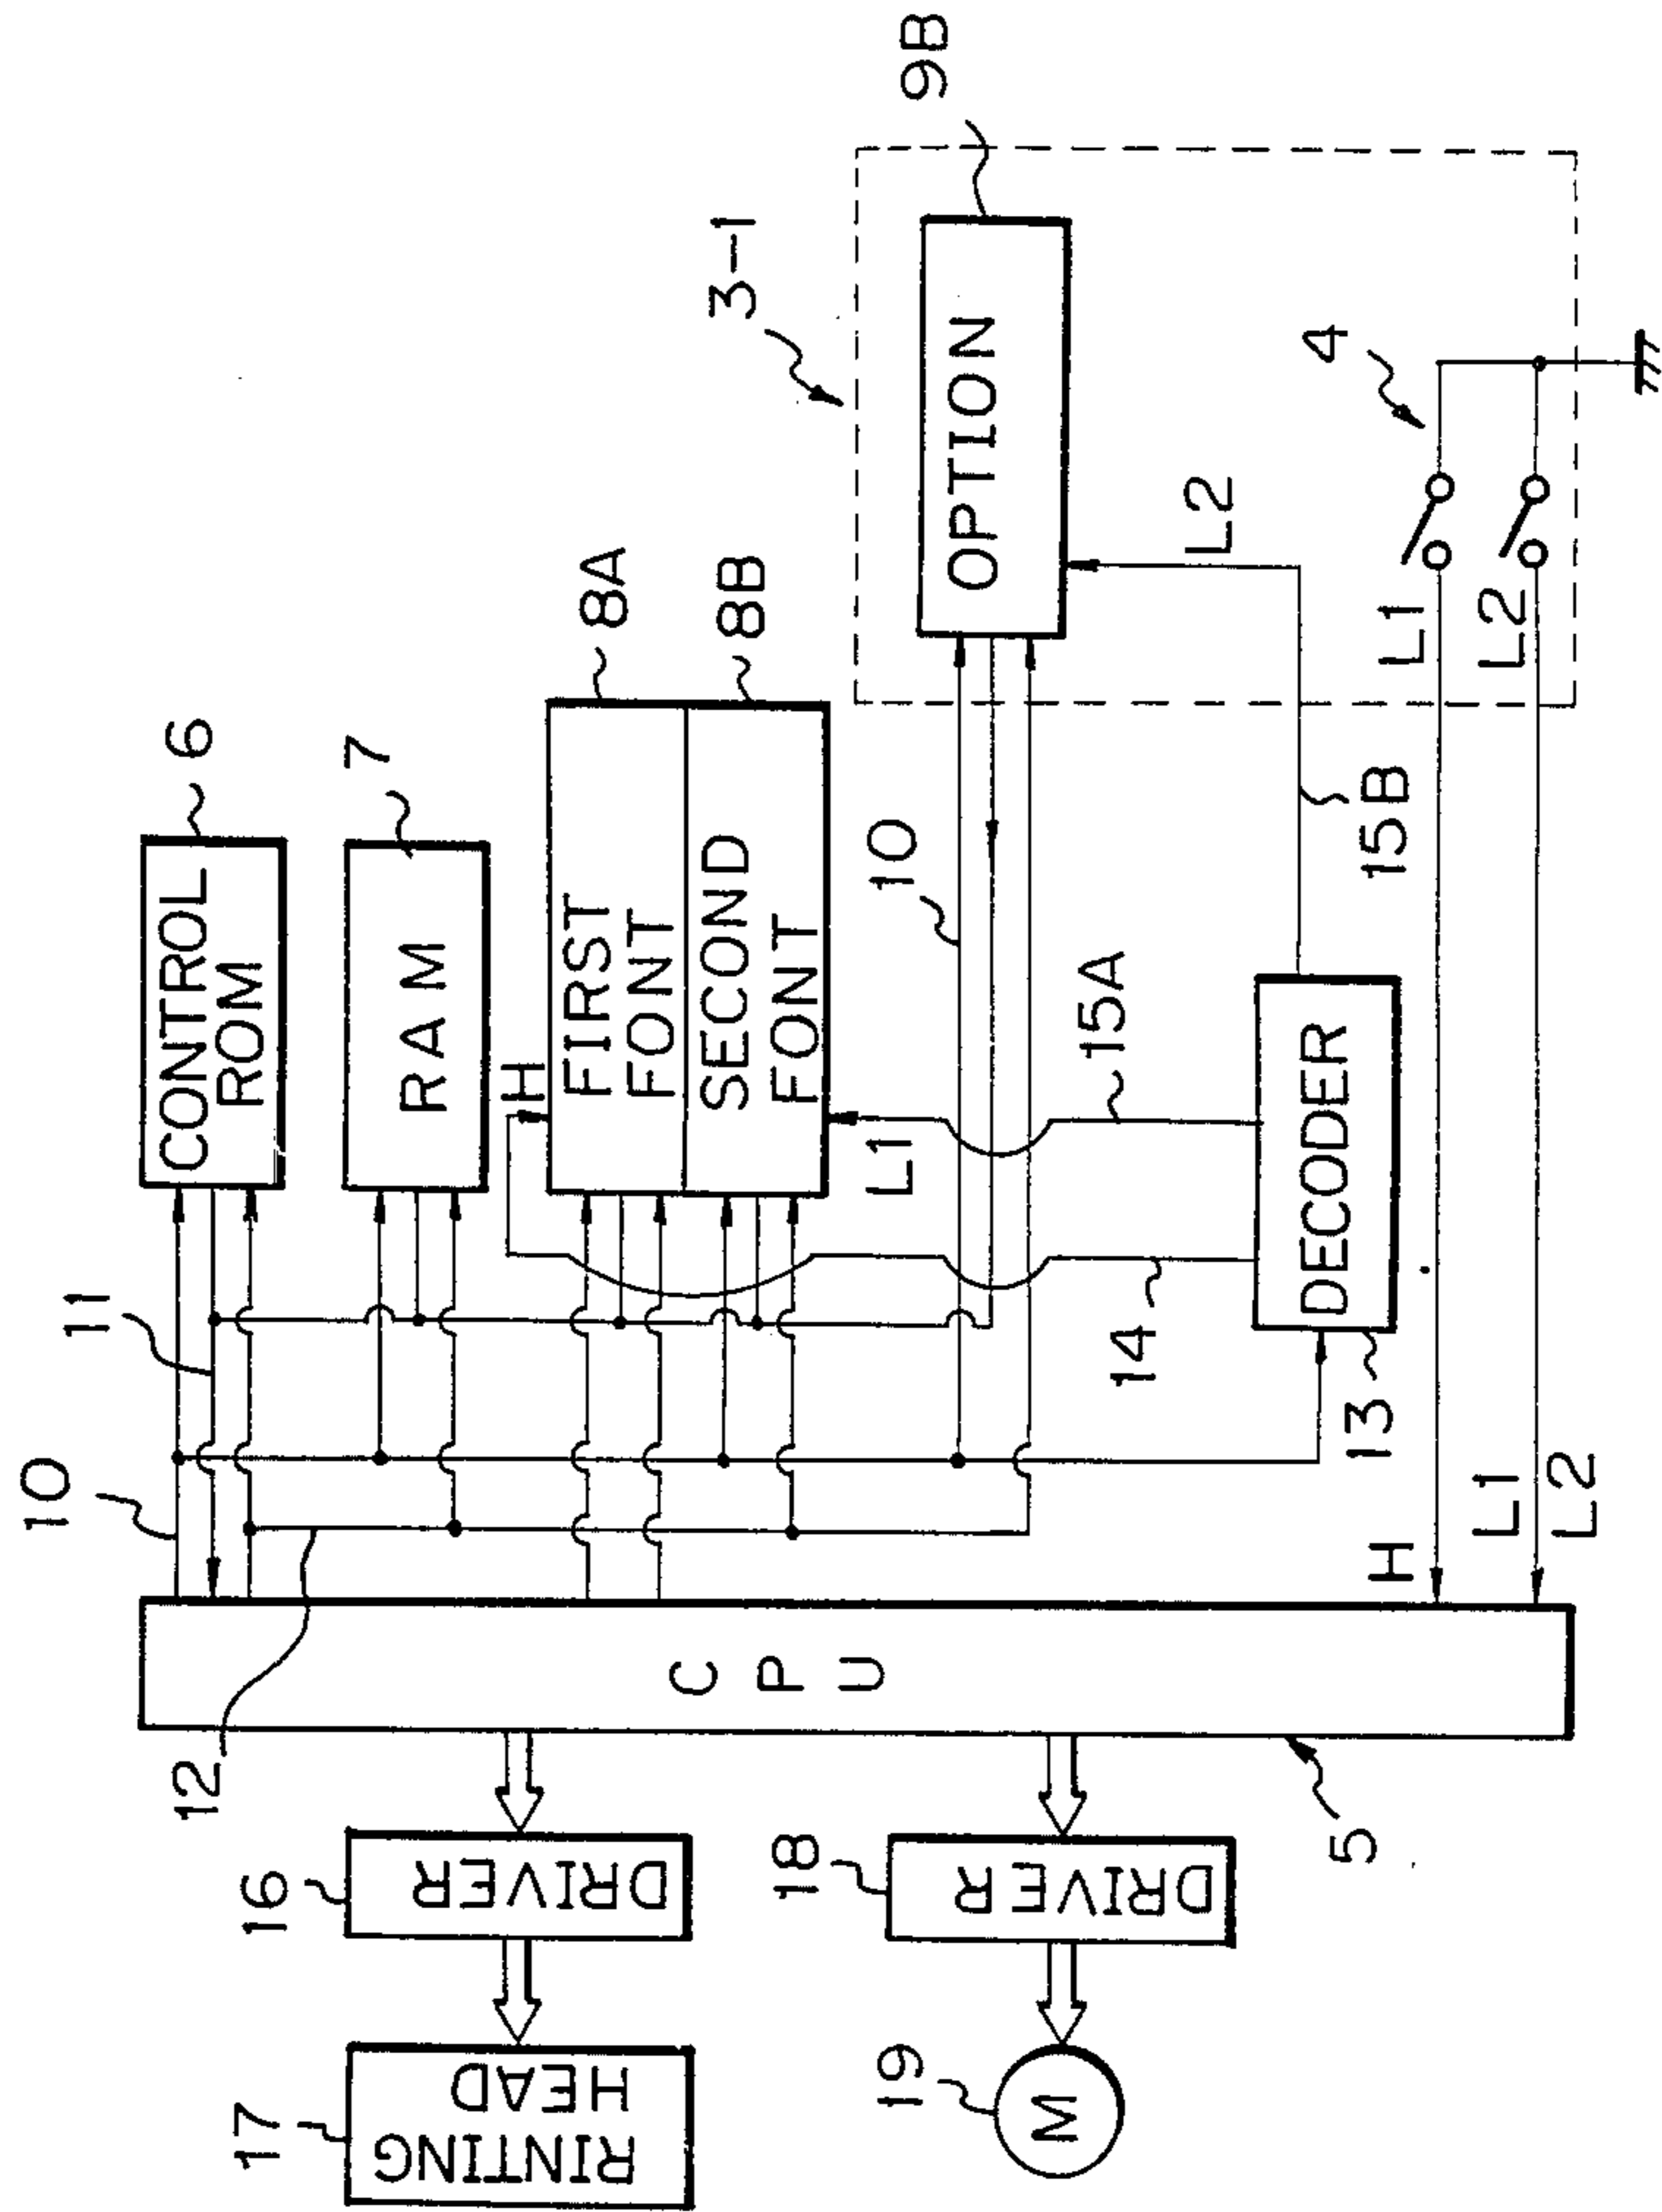 10
11
CONTROL
ROM
6
RAM
7
H
FIRST
FONT
8A
SECOND
FONT
8B
L1
10
OPTION
9B
3-1
L2
14
15A
15B
DECODER
13
4
L1
L2
H
L1
L2
12
CPU
5
16
DRIVER
18
DRIVER
17
RINTING
HEAD
19
M